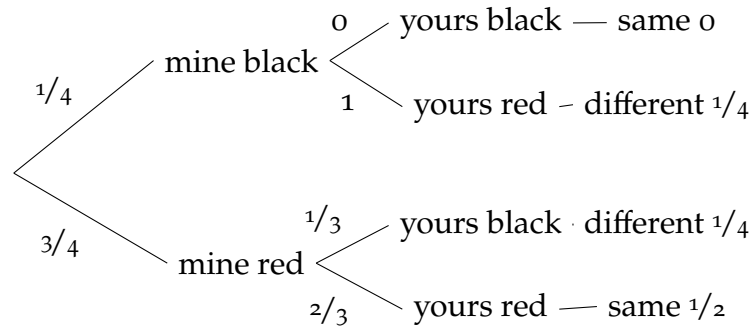 0 yours black — same 0
1/4 mine black
1 yours red – different 1/4
1/3 yours black · different 1/4
3/4 mine red
2/3 yours red — same 1/2